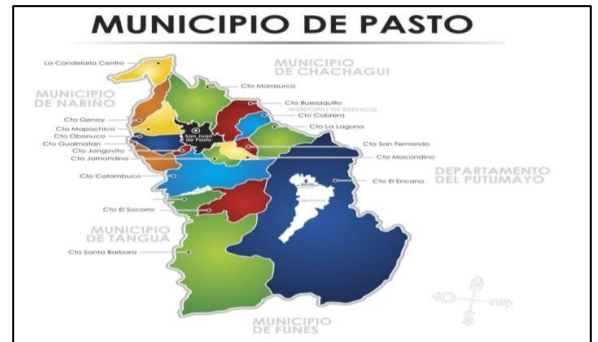 MUNICIPIO DE PASTO
La Candelaria Centro
MUNICIPIO
DE CHACHAGUI
Cto Morasurco
MUNICIPIO
DE NARIÑO
Cto Buesaquillo
MUNICIPIO DE BUESACO
Cto Cabrera
Cto Genoy
Cto La Laguna
Cto Mapachico
Cto Obonuco
San Juan
de Pasto
Cto Gualmatan
Cto San Fernando
Cto Jongovito
Cto Mocondino
Cto Jamondino
DEPARTAMENTO
DEL PUTUMAYO
Cto Catambuco
Cto El Encano
Cto El Socorro
MUNICIPIO
DE TANGUA
Cto Santa Barbara
MUNICIPIO
DE FUNES